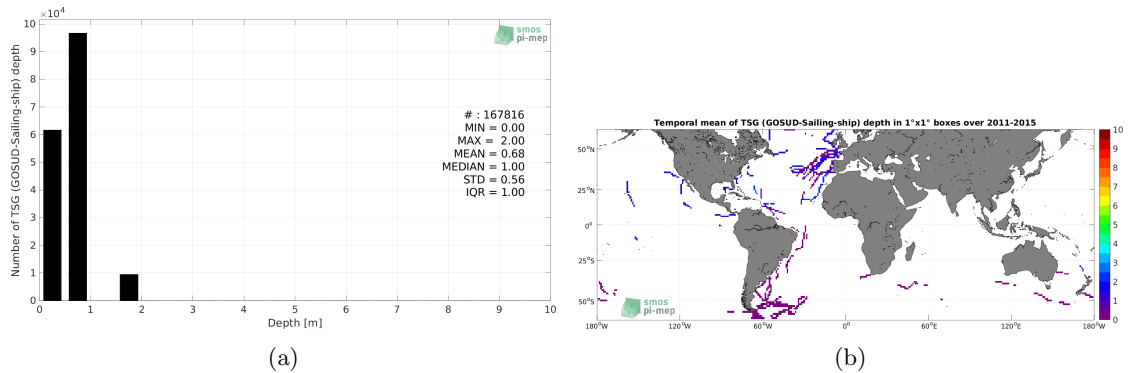 ×10⁴
10
9
8
7
6
5
4
3
2
1
0
Number of TSG (GOSUD-Sailing-ship) depth
smos
pi-mep
# : 167816
MIN = 0.00
MAX = 2.00
MEAN = 0.68
MEDIAN = 1.00
STD = 0.56
IQR = 1.00
0 1 2 3 4 5 6 7 8 9 10
Depth [m]
(a)
Temporal mean of TSG (GOSUD-Sailing-ship) depth in 1°x1° boxes over 2011-2015
50°N
25°N
0°
25°S
50°S
smos
pi-mep
180°W 120°W 60°W 0° 60°E 120°E 180°W
10
9
8
7
6
5
4
3
2
1
0
(b)